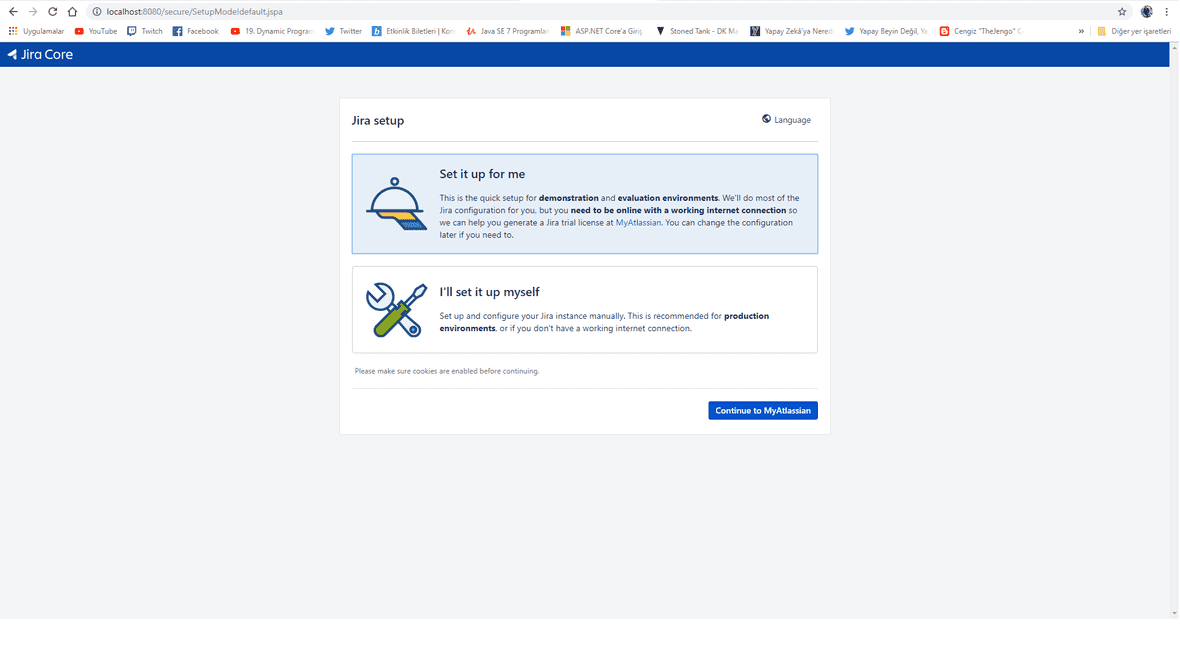 localhost:8080/secure/SetupMode!default.jspa
Uygulamalar YouTube Twitch Facebook 19. Dynamic Program Twitter Etkinlik Biletleri | Kon Java SE 7 Programlar ASP.NET Core'a Giriş Stoned Tank - DK Ma Yapay Zekâ'ya Nered Yapay Beyin Değil, Ya Cengiz "TheJengo" C » Diğer yer işaretleri
Jira Core
Jira setup
Language
Set it up for me
This is the quick setup for demonstration and evaluation environments. We'll do most of the
Jira configuration for you, but you need to be online with a working internet connection so
we can help you generate a Jira trial license at MyAtlassian. You can change the configuration
later if you need to.
I'll set it up myself
Set up and configure your Jira instance manually. This is recommended for production
environments, or if you don't have a working internet connection.
Please make sure cookies are enabled before continuing.
Continue to MyAtlassian